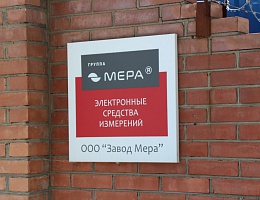 ГРУППА
МЕРА®
ЭЛЕКТРОННЫЕ
СРЕДСТВА
ИЗМЕРЕНИЙ
ООО "Завод Мера"